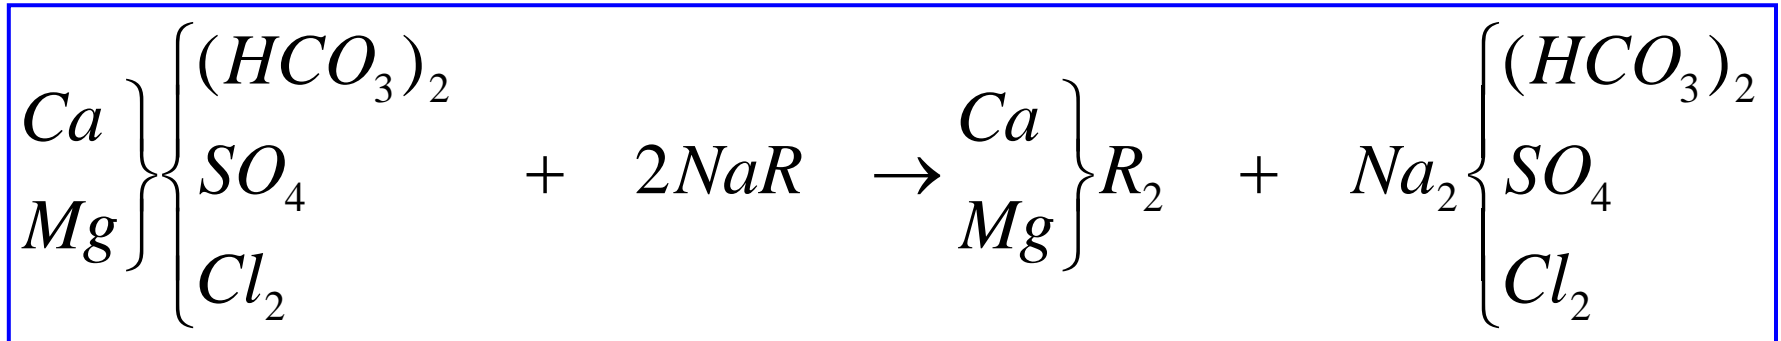 Ca
Mg } { (HCO₃)₂
SO₄
Cl₂ + 2NaR → Ca
Mg } R₂ + Na₂ { (HCO₃)₂
SO₄
Cl₂